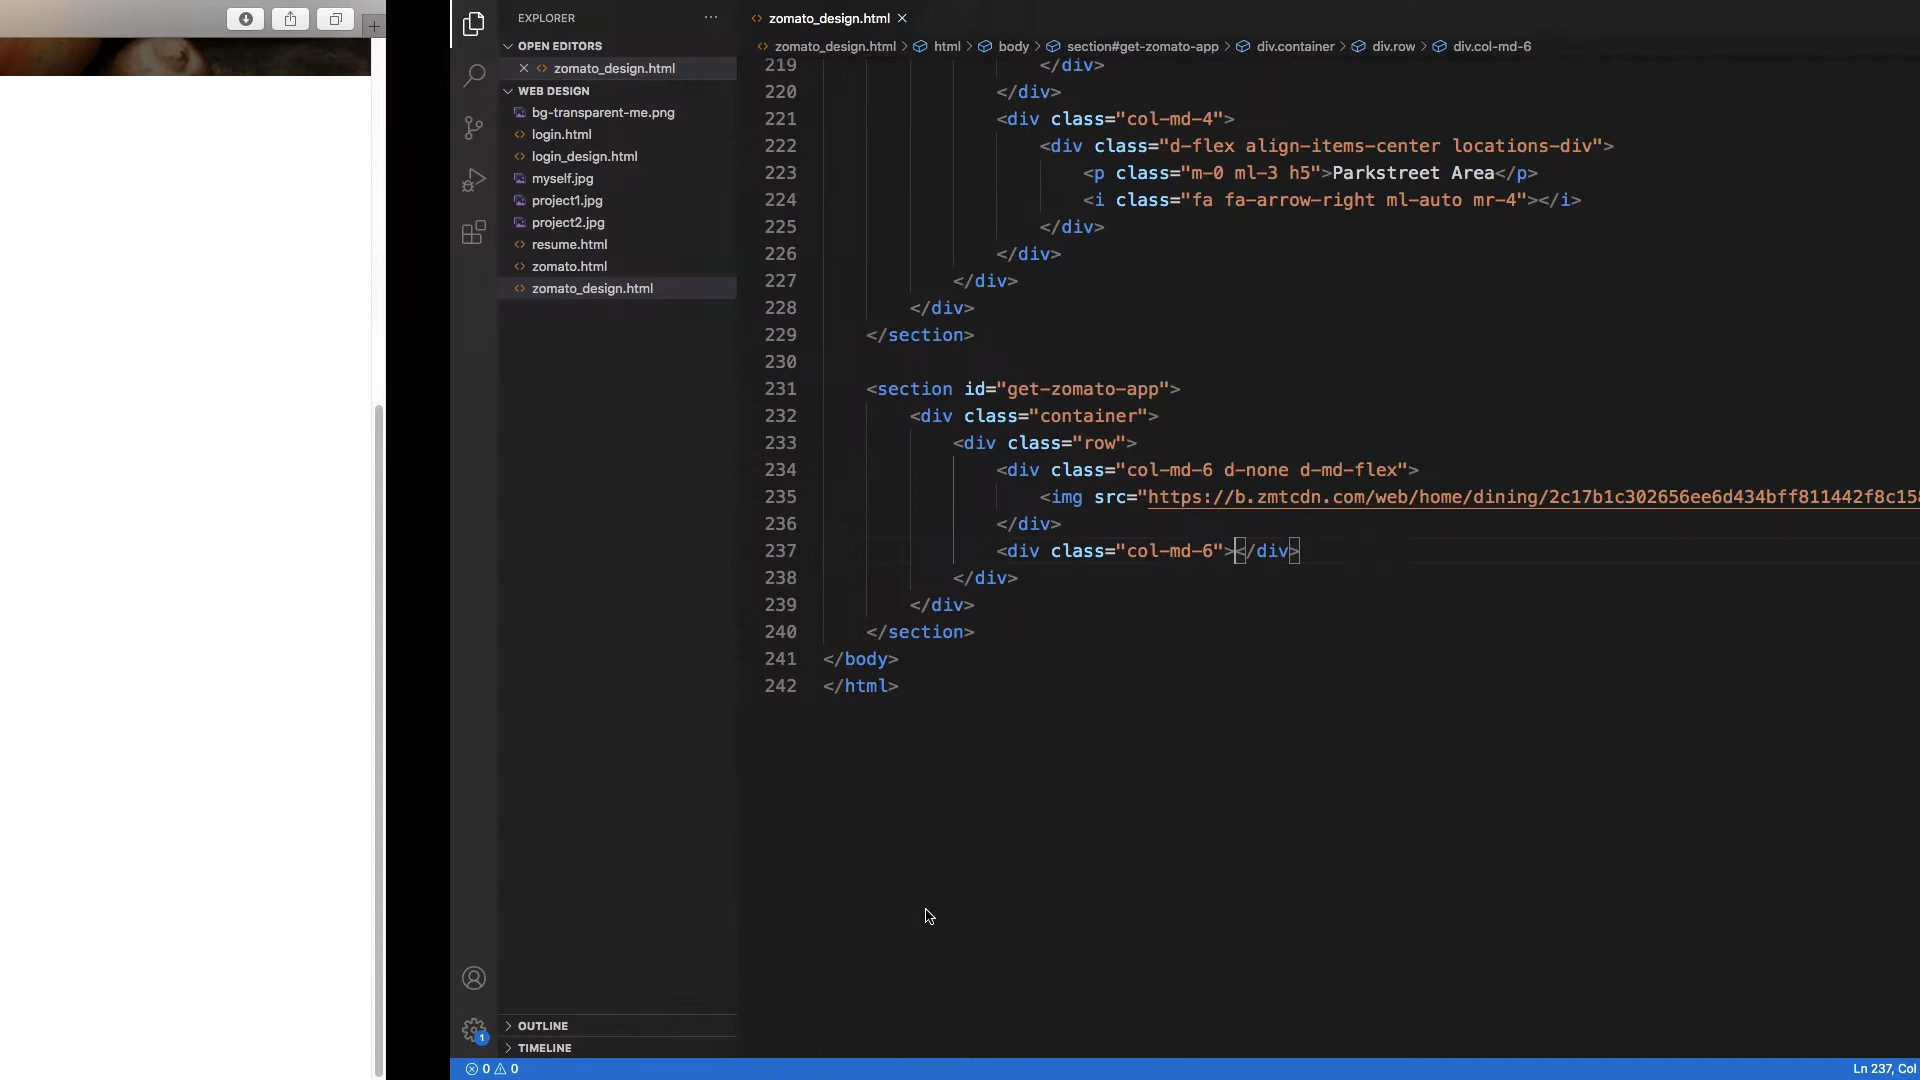 EXPLORER
OPEN EDITORS
zomato_design.html
WEB DESIGN
bg-transparent-me.png
login.html
login_design.html
myself.jpg
project1.jpg
project2.jpg
resume.html
zomato.html
zomato_design.html
OUTLINE
TIMELINE
zomato_design.html
zomato_design.html > html > body > section#get-zomato-app > div.container > div.row > div.col-md-6
219 </div>
220 </div>
221 <div class="col-md-4">
222 <div class="d-flex align-items-center locations-div">
223 <p class="m-0 ml-3 h5">Parkstreet Area</p>
224 <i class="fa fa-arrow-right ml-auto mr-4"></i>
225 </div>
226 </div>
227 </div>
228 </div>
229 </section>
230
231 <section id="get-zomato-app">
232 <div class="container">
233 <div class="row">
234 <div class="col-md-6 d-none d-md-flex">
235 <img src="https://b.zmtcdn.com/web/home/dining/2c17b1c302656ee6d434bff811442f8c158
236 </div>
237 <div class="col-md-6"></div>
238 </div>
239 </div>
240 </section>
241 </body>
242 </html>
1
0 0
Ln 237, Col